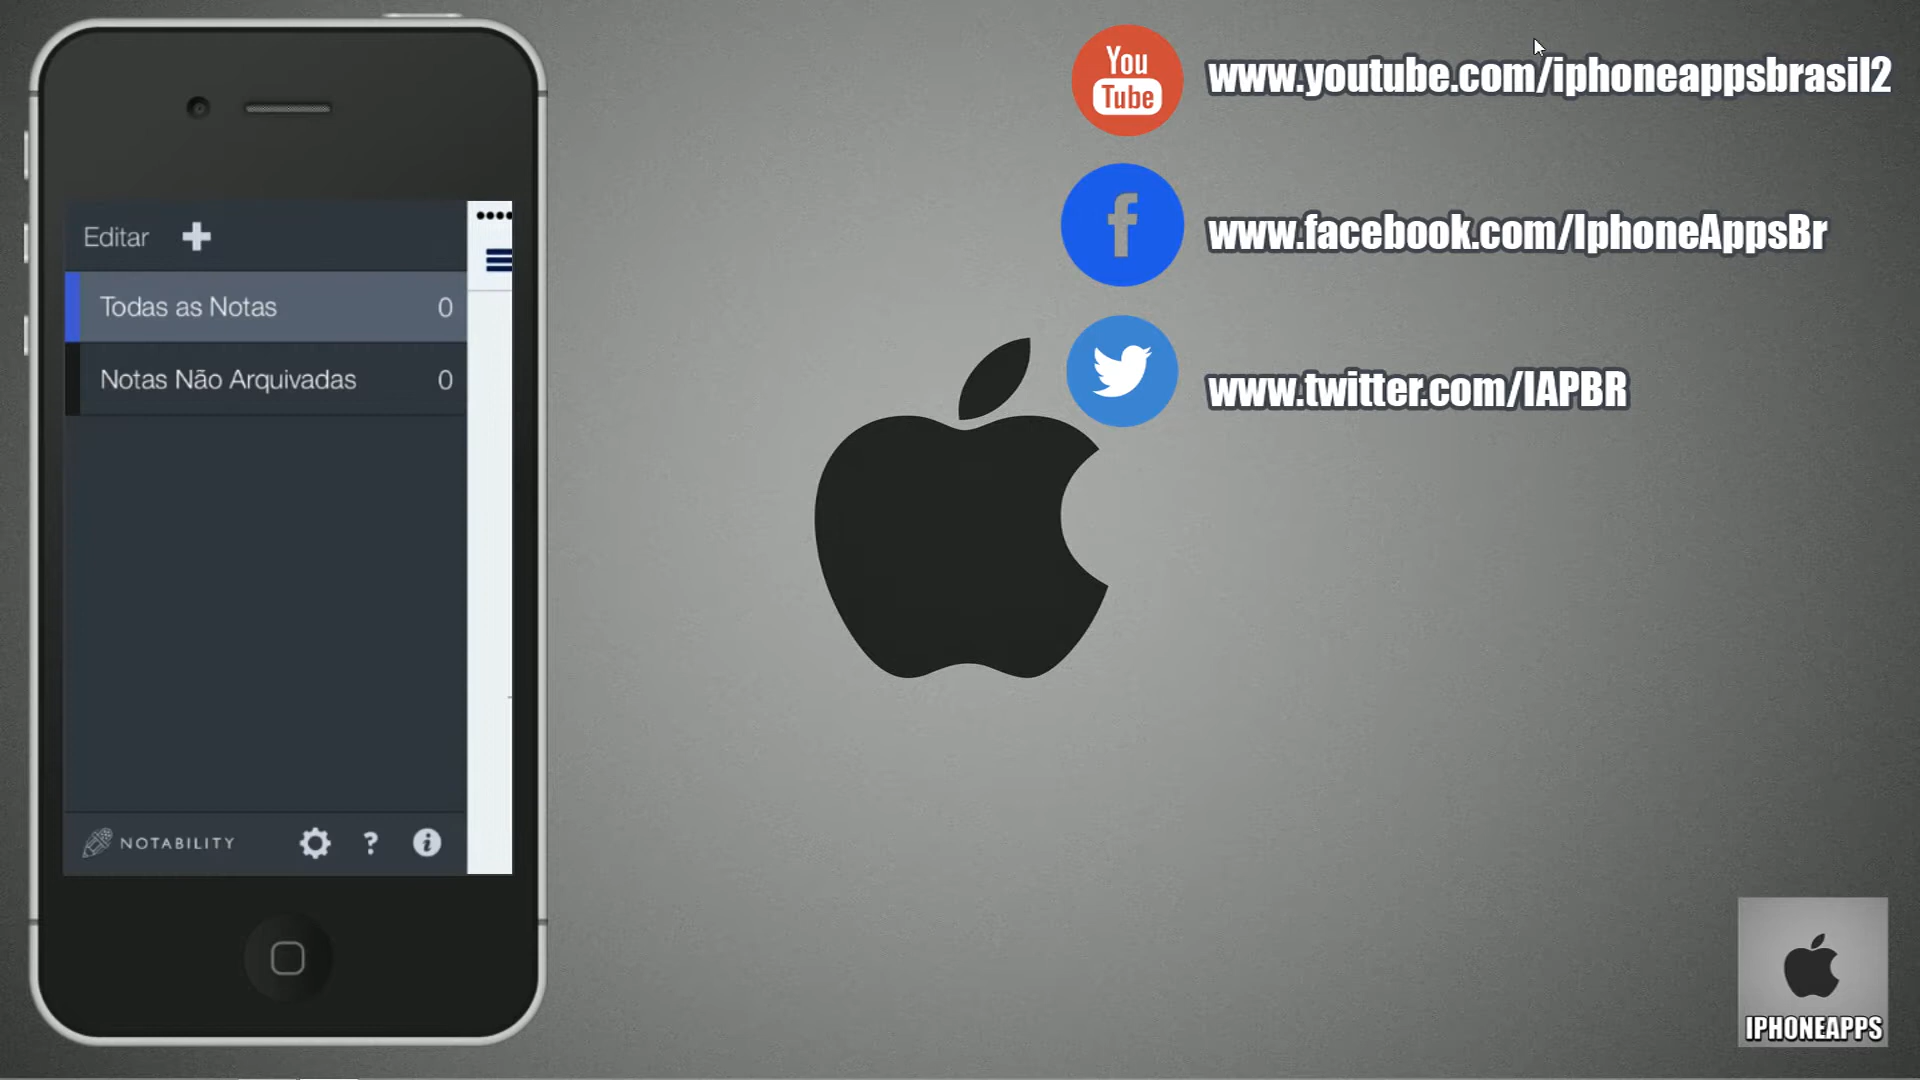 You
Tube
www.youtube.com/iphoneappsbrasil2
www.facebook.com/IphoneAppsBr
www.twitter.com/IAPBR
Editar
Todas as Notas 0
Notas Não Arquivadas 0
NOTABILITY ?
IPHONEAPPS